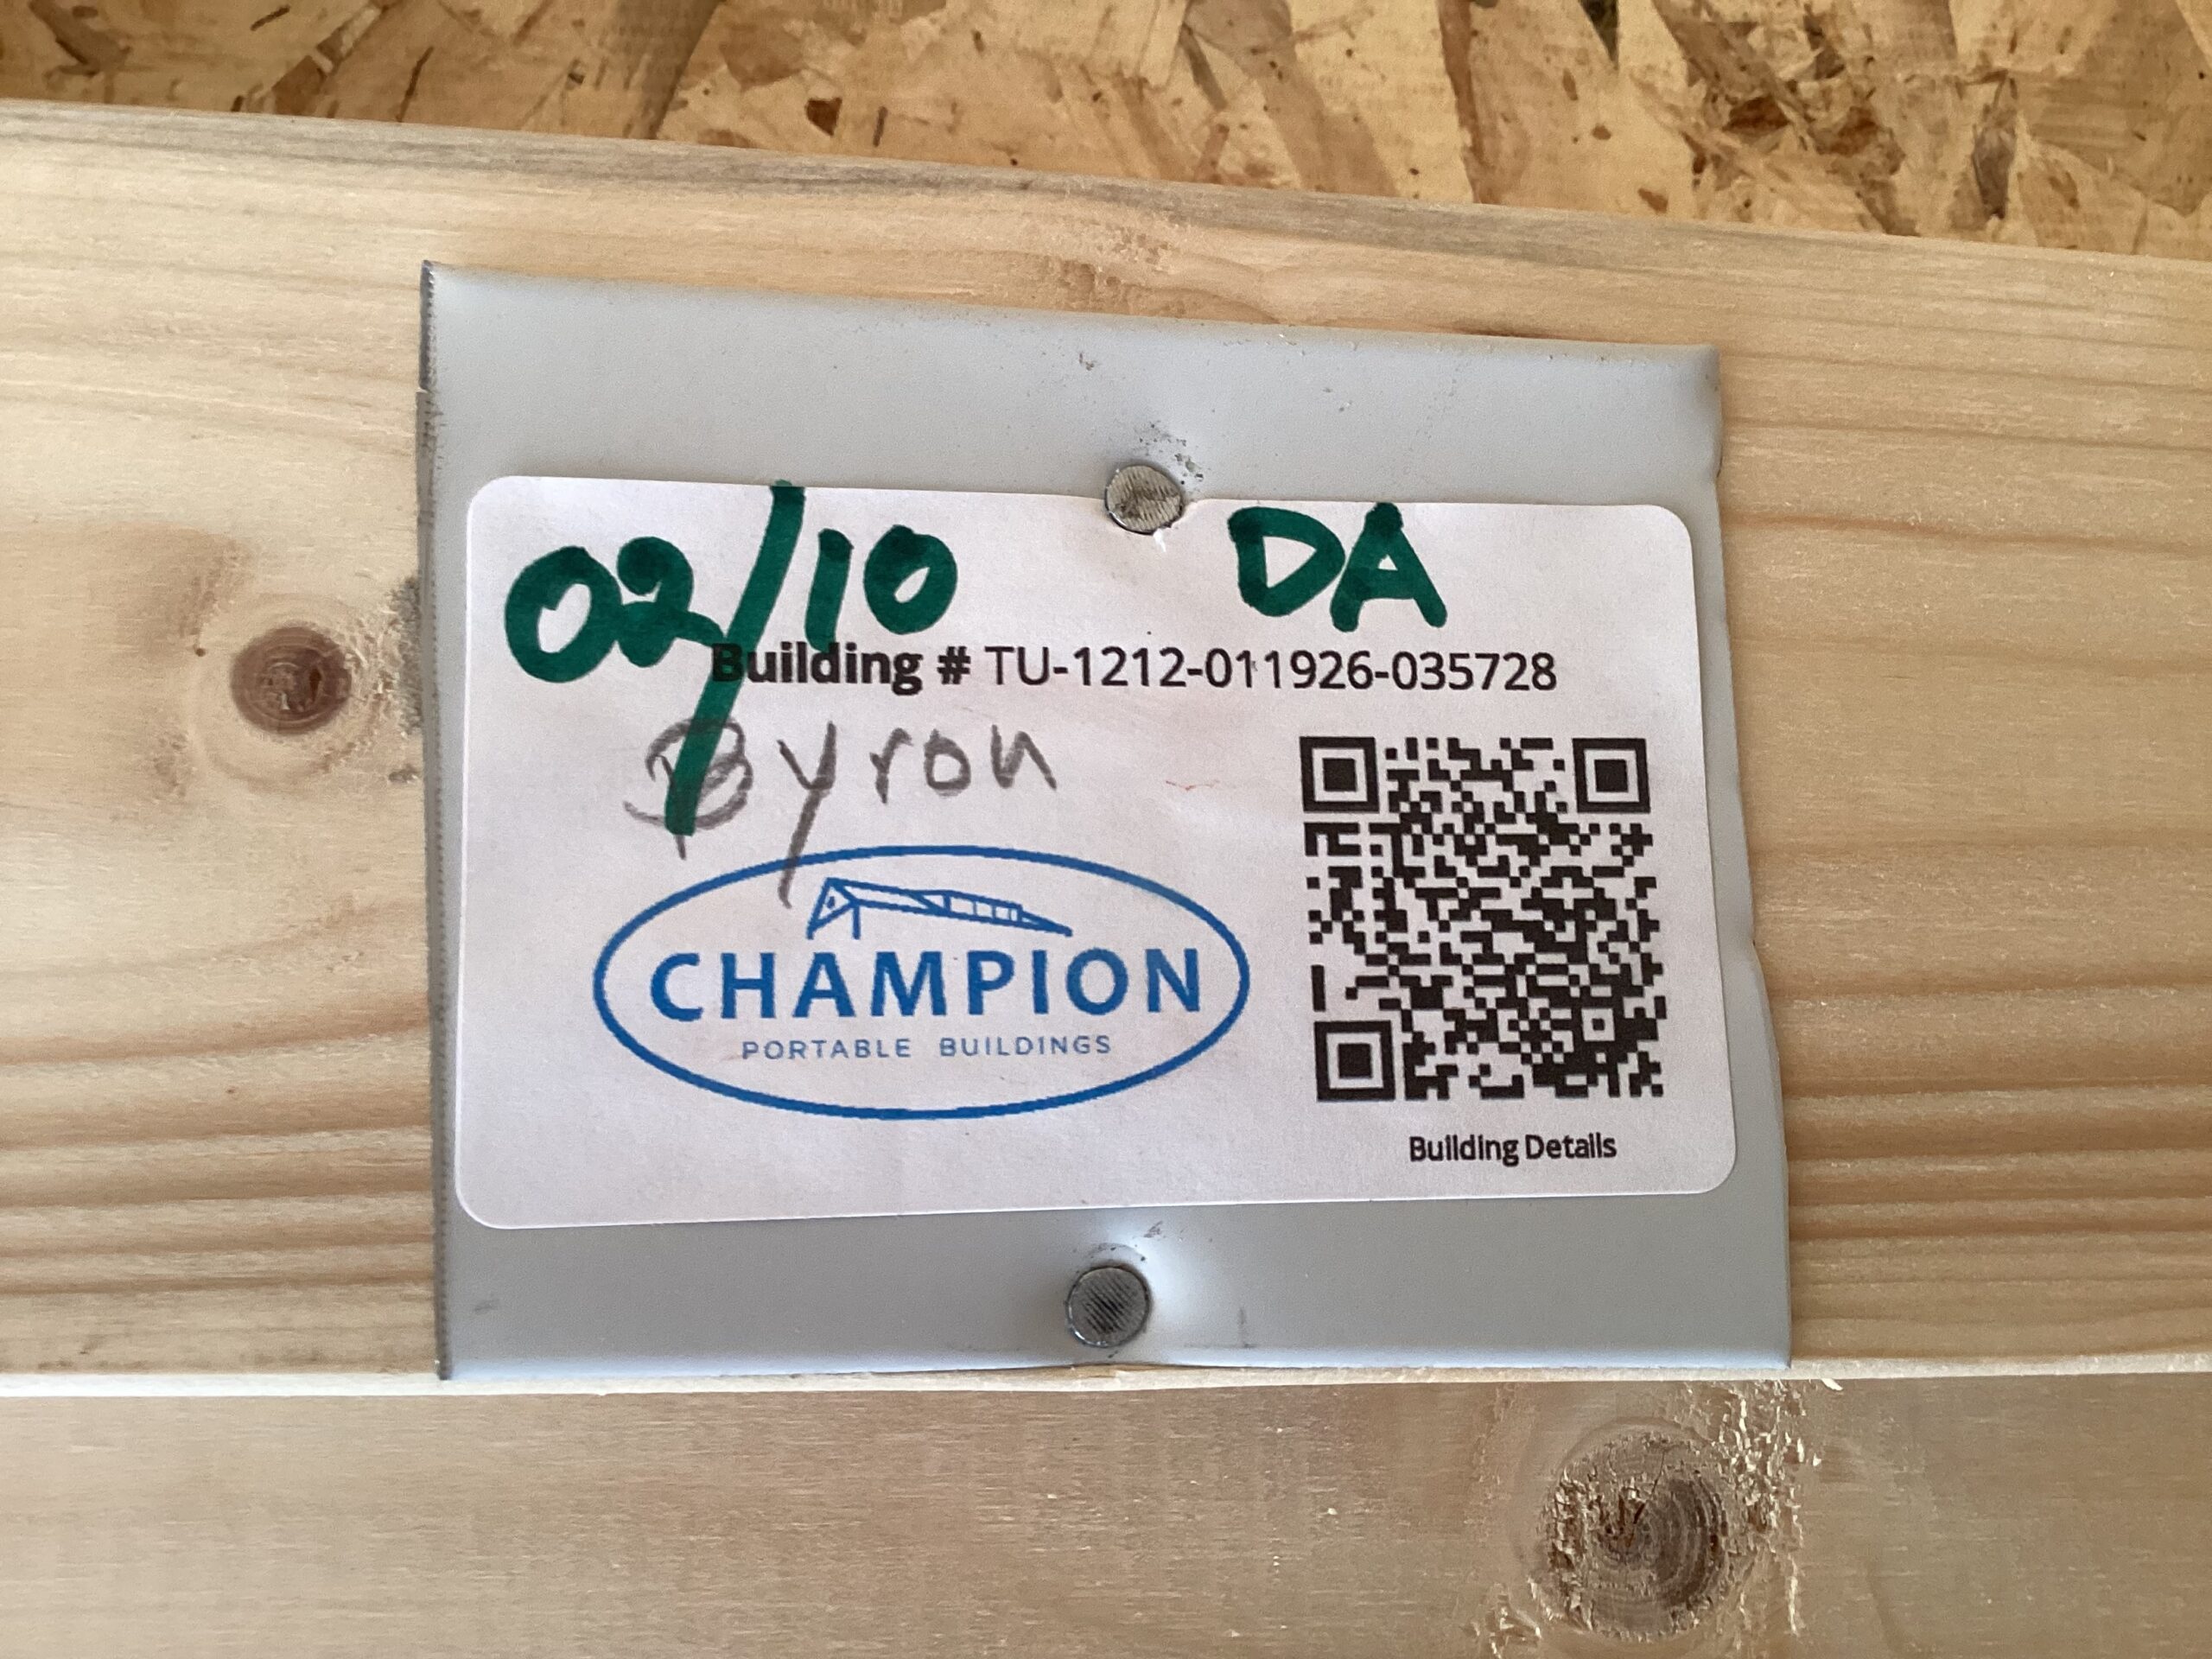 02/10 DA
Building # TU-1212-011926-035728
Byron
CHAMPION
PORTABLE BUILDINGS
Building Details